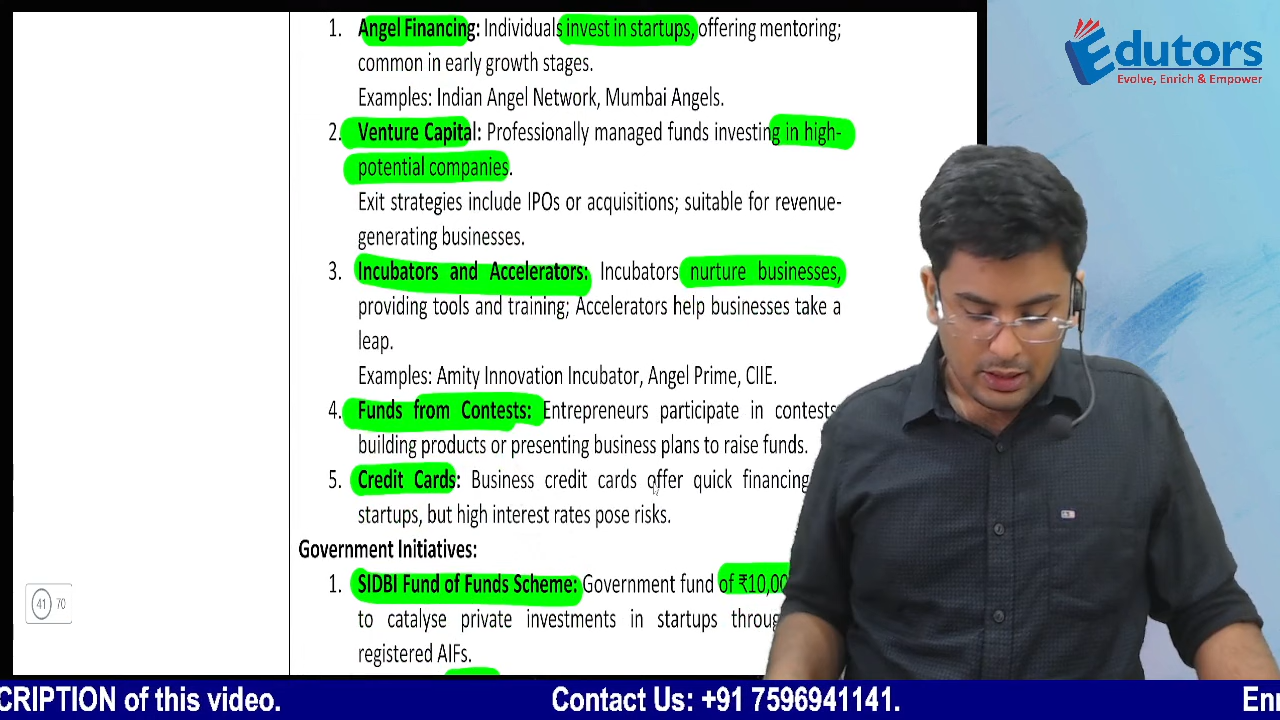 1. Angel Financing: Individuals invest in startups, offering mentoring;
common in early growth stages.
Examples: Indian Angel Network, Mumbai Angels.
2. Venture Capital: Professionally managed funds investing in high-
potential companies.
Exit strategies include IPOs or acquisitions; suitable for revenue-
generating businesses.
3. Incubators and Accelerators: Incubators nurture businesses,
providing tools and training; Accelerators help businesses take a
leap.
Examples: Amity Innovation Incubator, Angel Prime, CIIE.
4. Funds from Contests: Entrepreneurs participate in contests
building products or presenting business plans to raise funds.
5. Credit Cards: Business credit cards offer quick financing
startups, but high interest rates pose risks.
Government Initiatives:
1. SIDBI Fund of Funds Scheme: Government fund of ₹10,00
to catalyse private investments in startups throug
registered AIFs.
41 70
Edutors
Evolve, Enrich & Empower
CRIPTION of this video. Contact Us: +91 7596941141. Enr